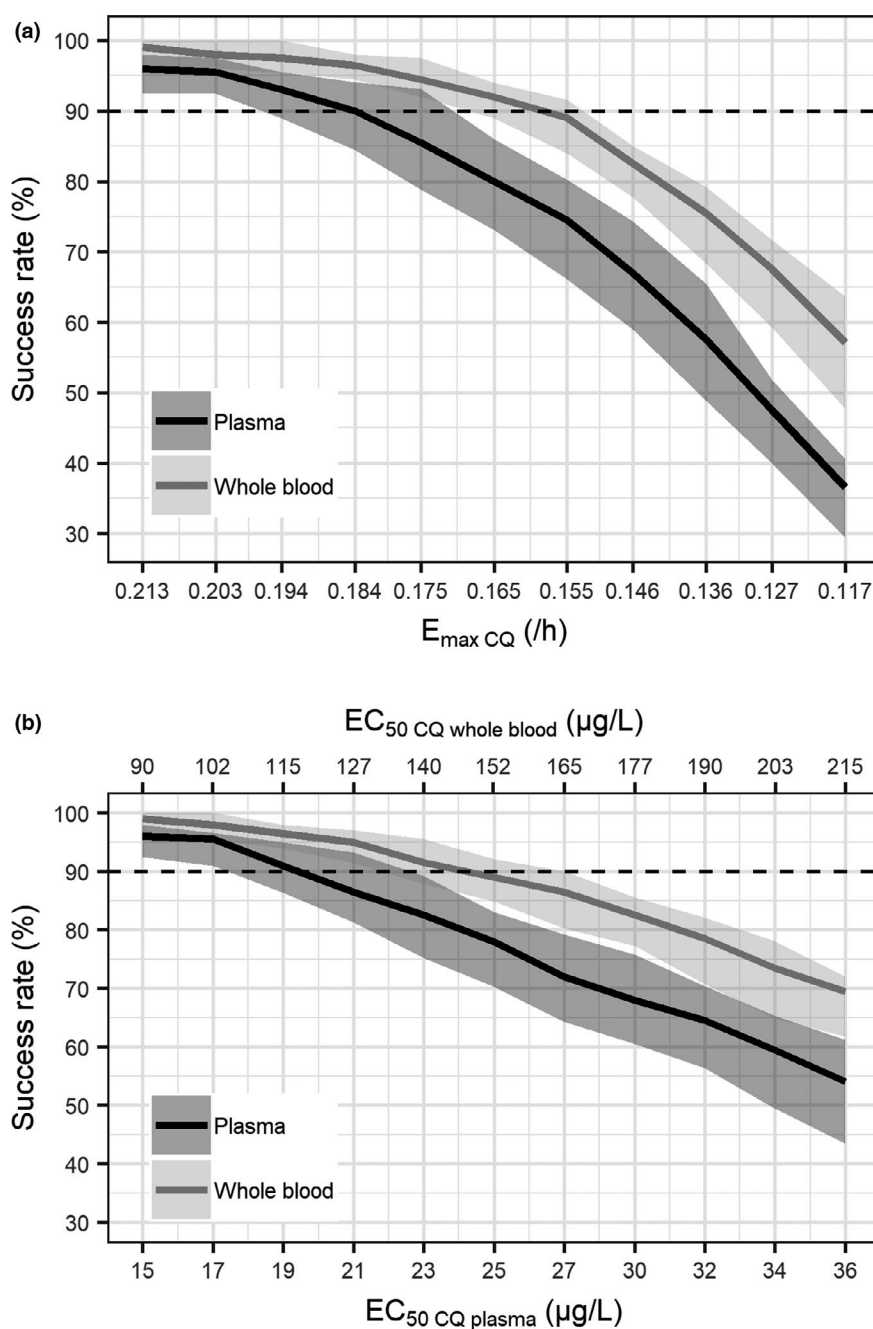 (a)
100
90
80
70
60
50
40
30
Success rate (%)
Plasma
Whole blood
0.213 0.203 0.194 0.184 0.175 0.165 0.155 0.146 0.136 0.127 0.117
Emax CQ (/h)
(b)
EC50 CQ whole blood (µg/L)
90 102 115 127 140 152 165 177 190 203 215
100
90
80
70
60
50
40
30
Success rate (%)
Plasma
Whole blood
15 17 19 21 23 25 27 30 32 34 36
EC50 CQ plasma (µg/L)